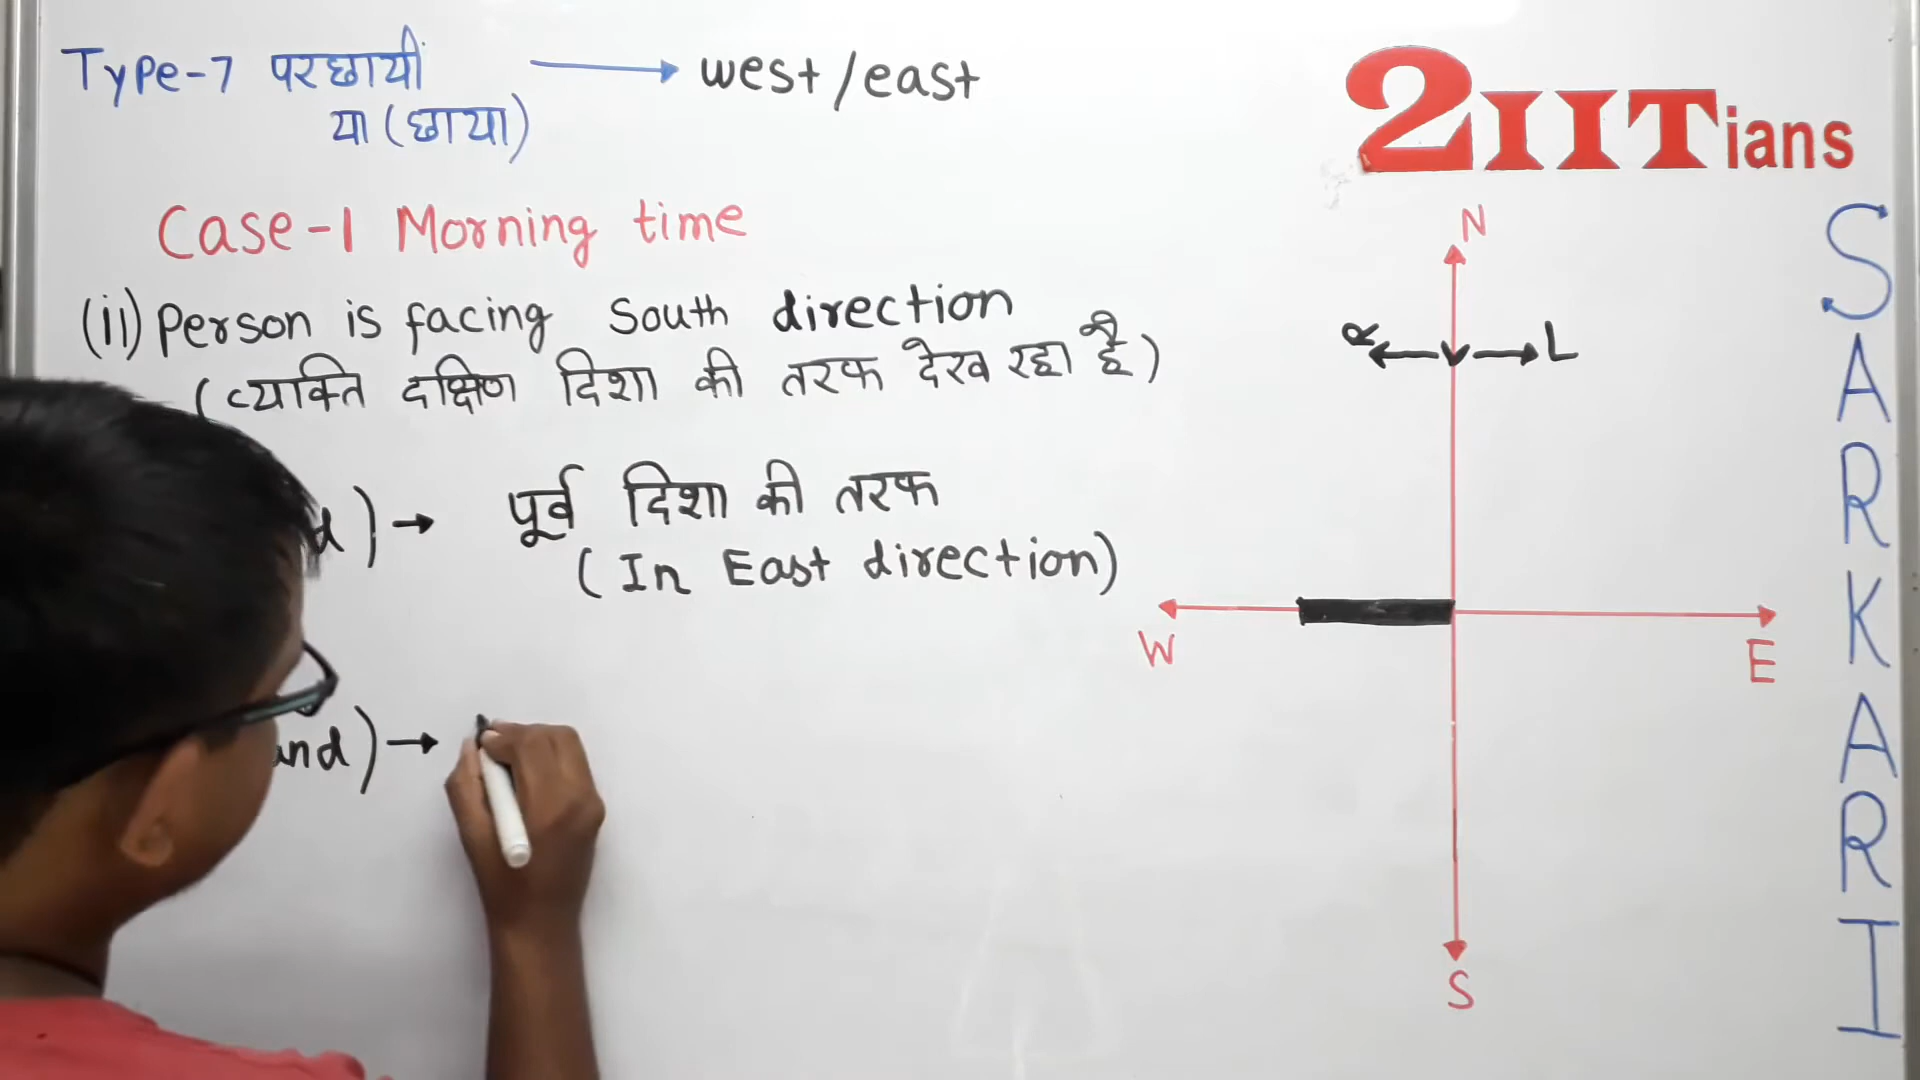 Type-7 परछायी → west/east
या (छाया)
2IITians
Case-1 Morning time
(ii) Person is facing South direction
(व्यक्ति दक्षिण दिशा की तरफ देख रहा है)
) → पूर्व दिशा की तरफ
(In East direction)
and) →
N
R L
W E
S
SARKARI